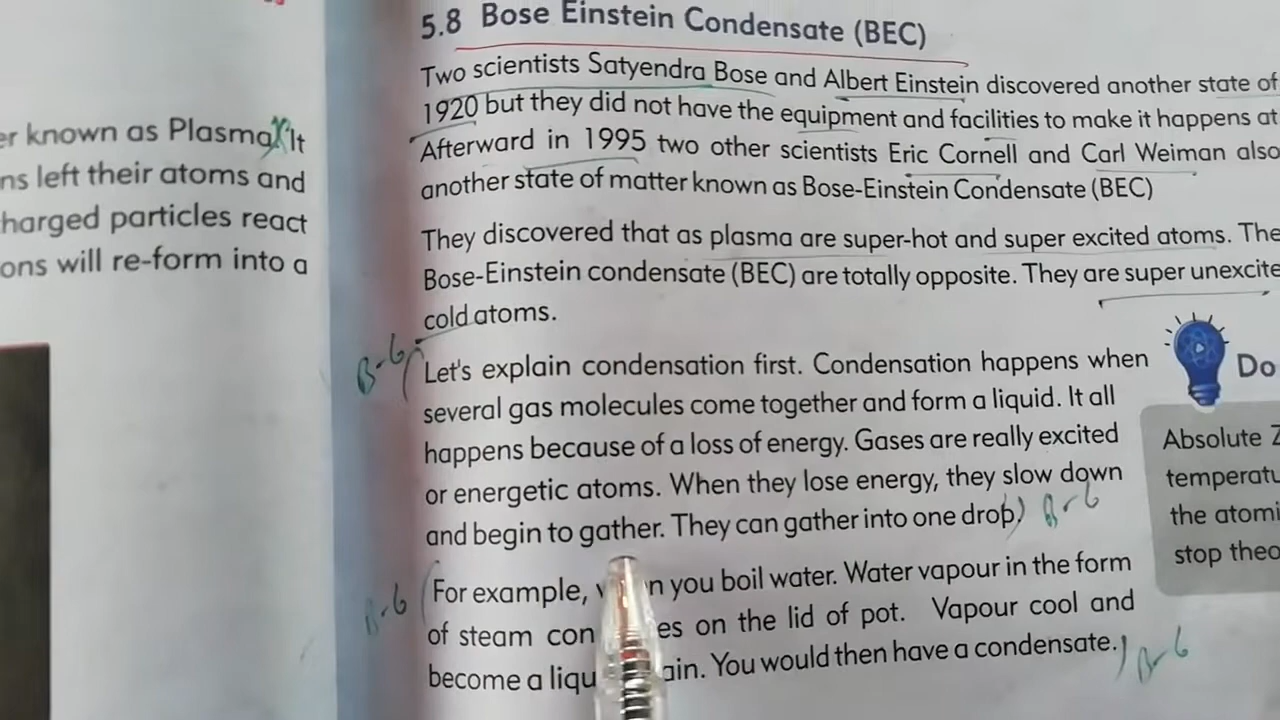 er known as Plasma. It
ns left their atoms and
harged particles react
ons will re-form into a
5.8 Bose Einstein Condensate (BEC)
Two scientists Satyendra Bose and Albert Einstein discovered another state of
1920 but they did not have the equipment and facilities to make it happens at
Afterward in 1995 two other scientists Eric Cornell and Carl Weiman also
another state of matter known as Bose-Einstein Condensate (BEC)
They discovered that as plasma are super-hot and super excited atoms. The
Bose-Einstein condensate (BEC) are totally opposite. They are super unexcite
cold atoms.
B-6
Let's explain condensation first. Condensation happens when
several gas molecules come together and form a liquid. It all
happens because of a loss of energy. Gases are really excited
or energetic atoms. When they lose energy, they slow down
and begin to gather. They can gather into one drop.) B-6
B-6
For example, you boil water. Water vapour in the form
of steam con es on the lid of pot. Vapour cool and
become a liqu ain. You would then have a condensate.) B-6
Do
Absolute Z
temperatu
the atomi
stop theo